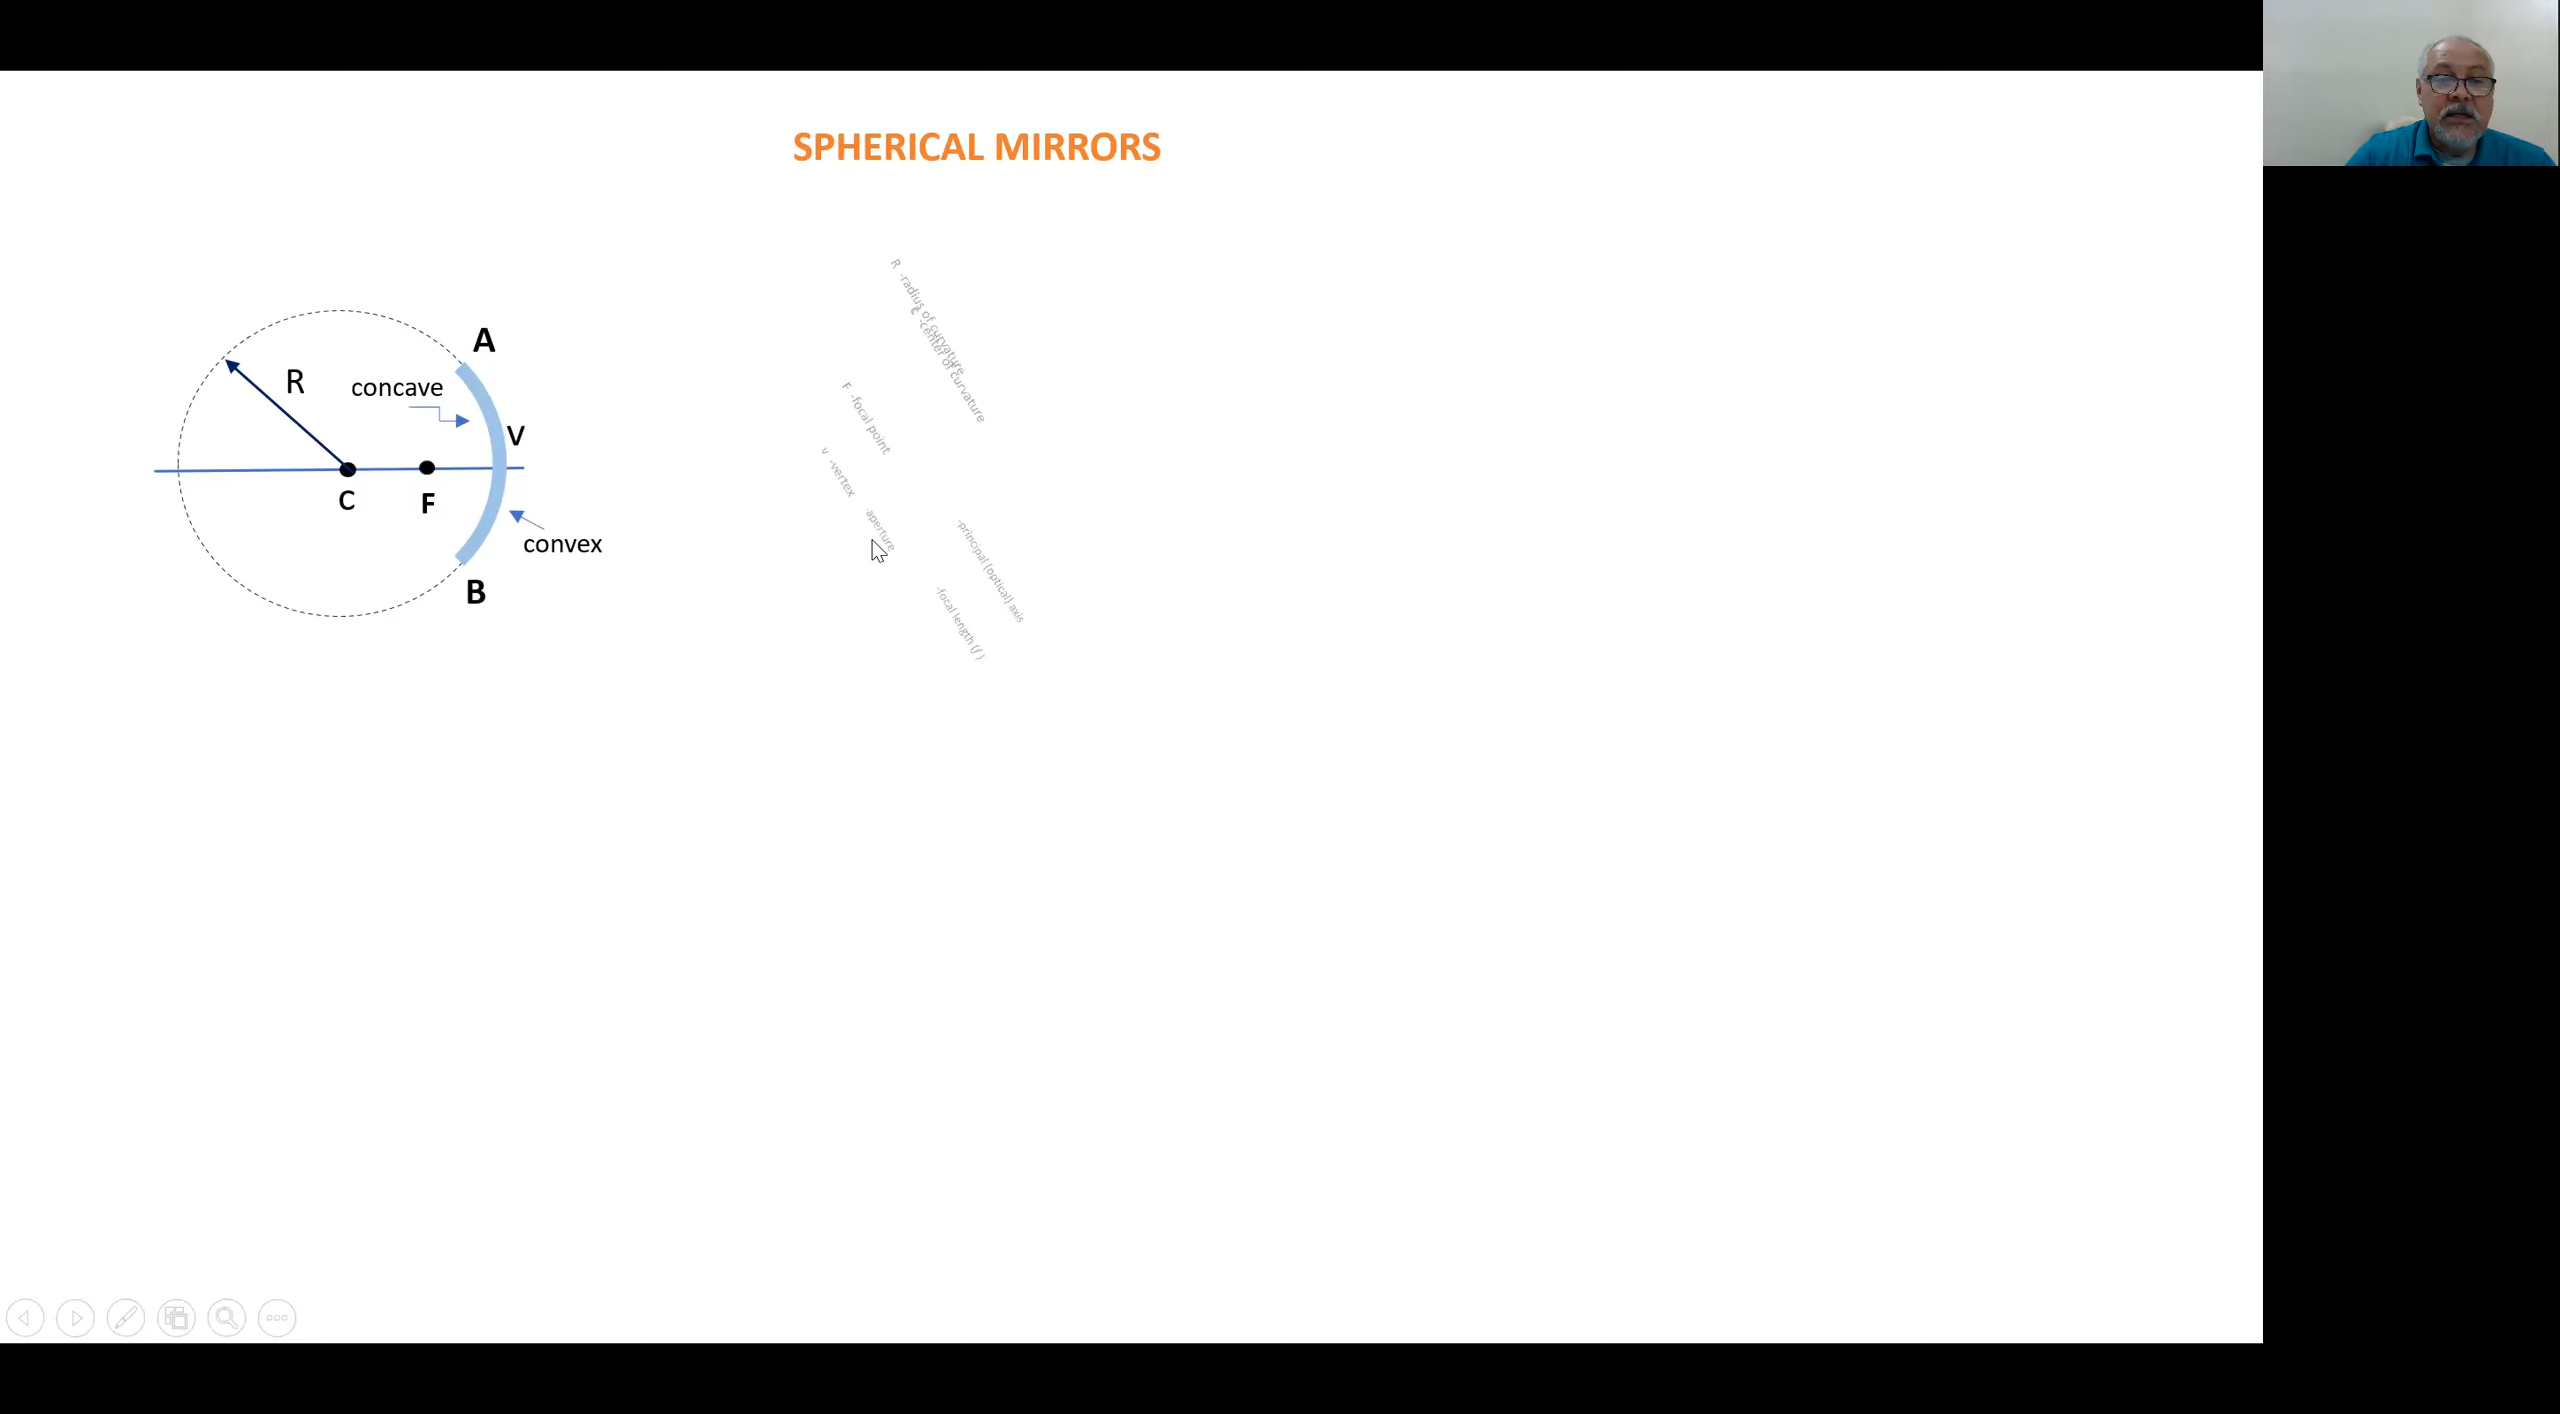 SPHERICAL MIRRORS
A
R
concave
V
C
F
convex
B
R -radius of curvature
C -center of curvature
F -focal point
V -vertex
-aperture
-principal (optical) axis
-focal length (f )